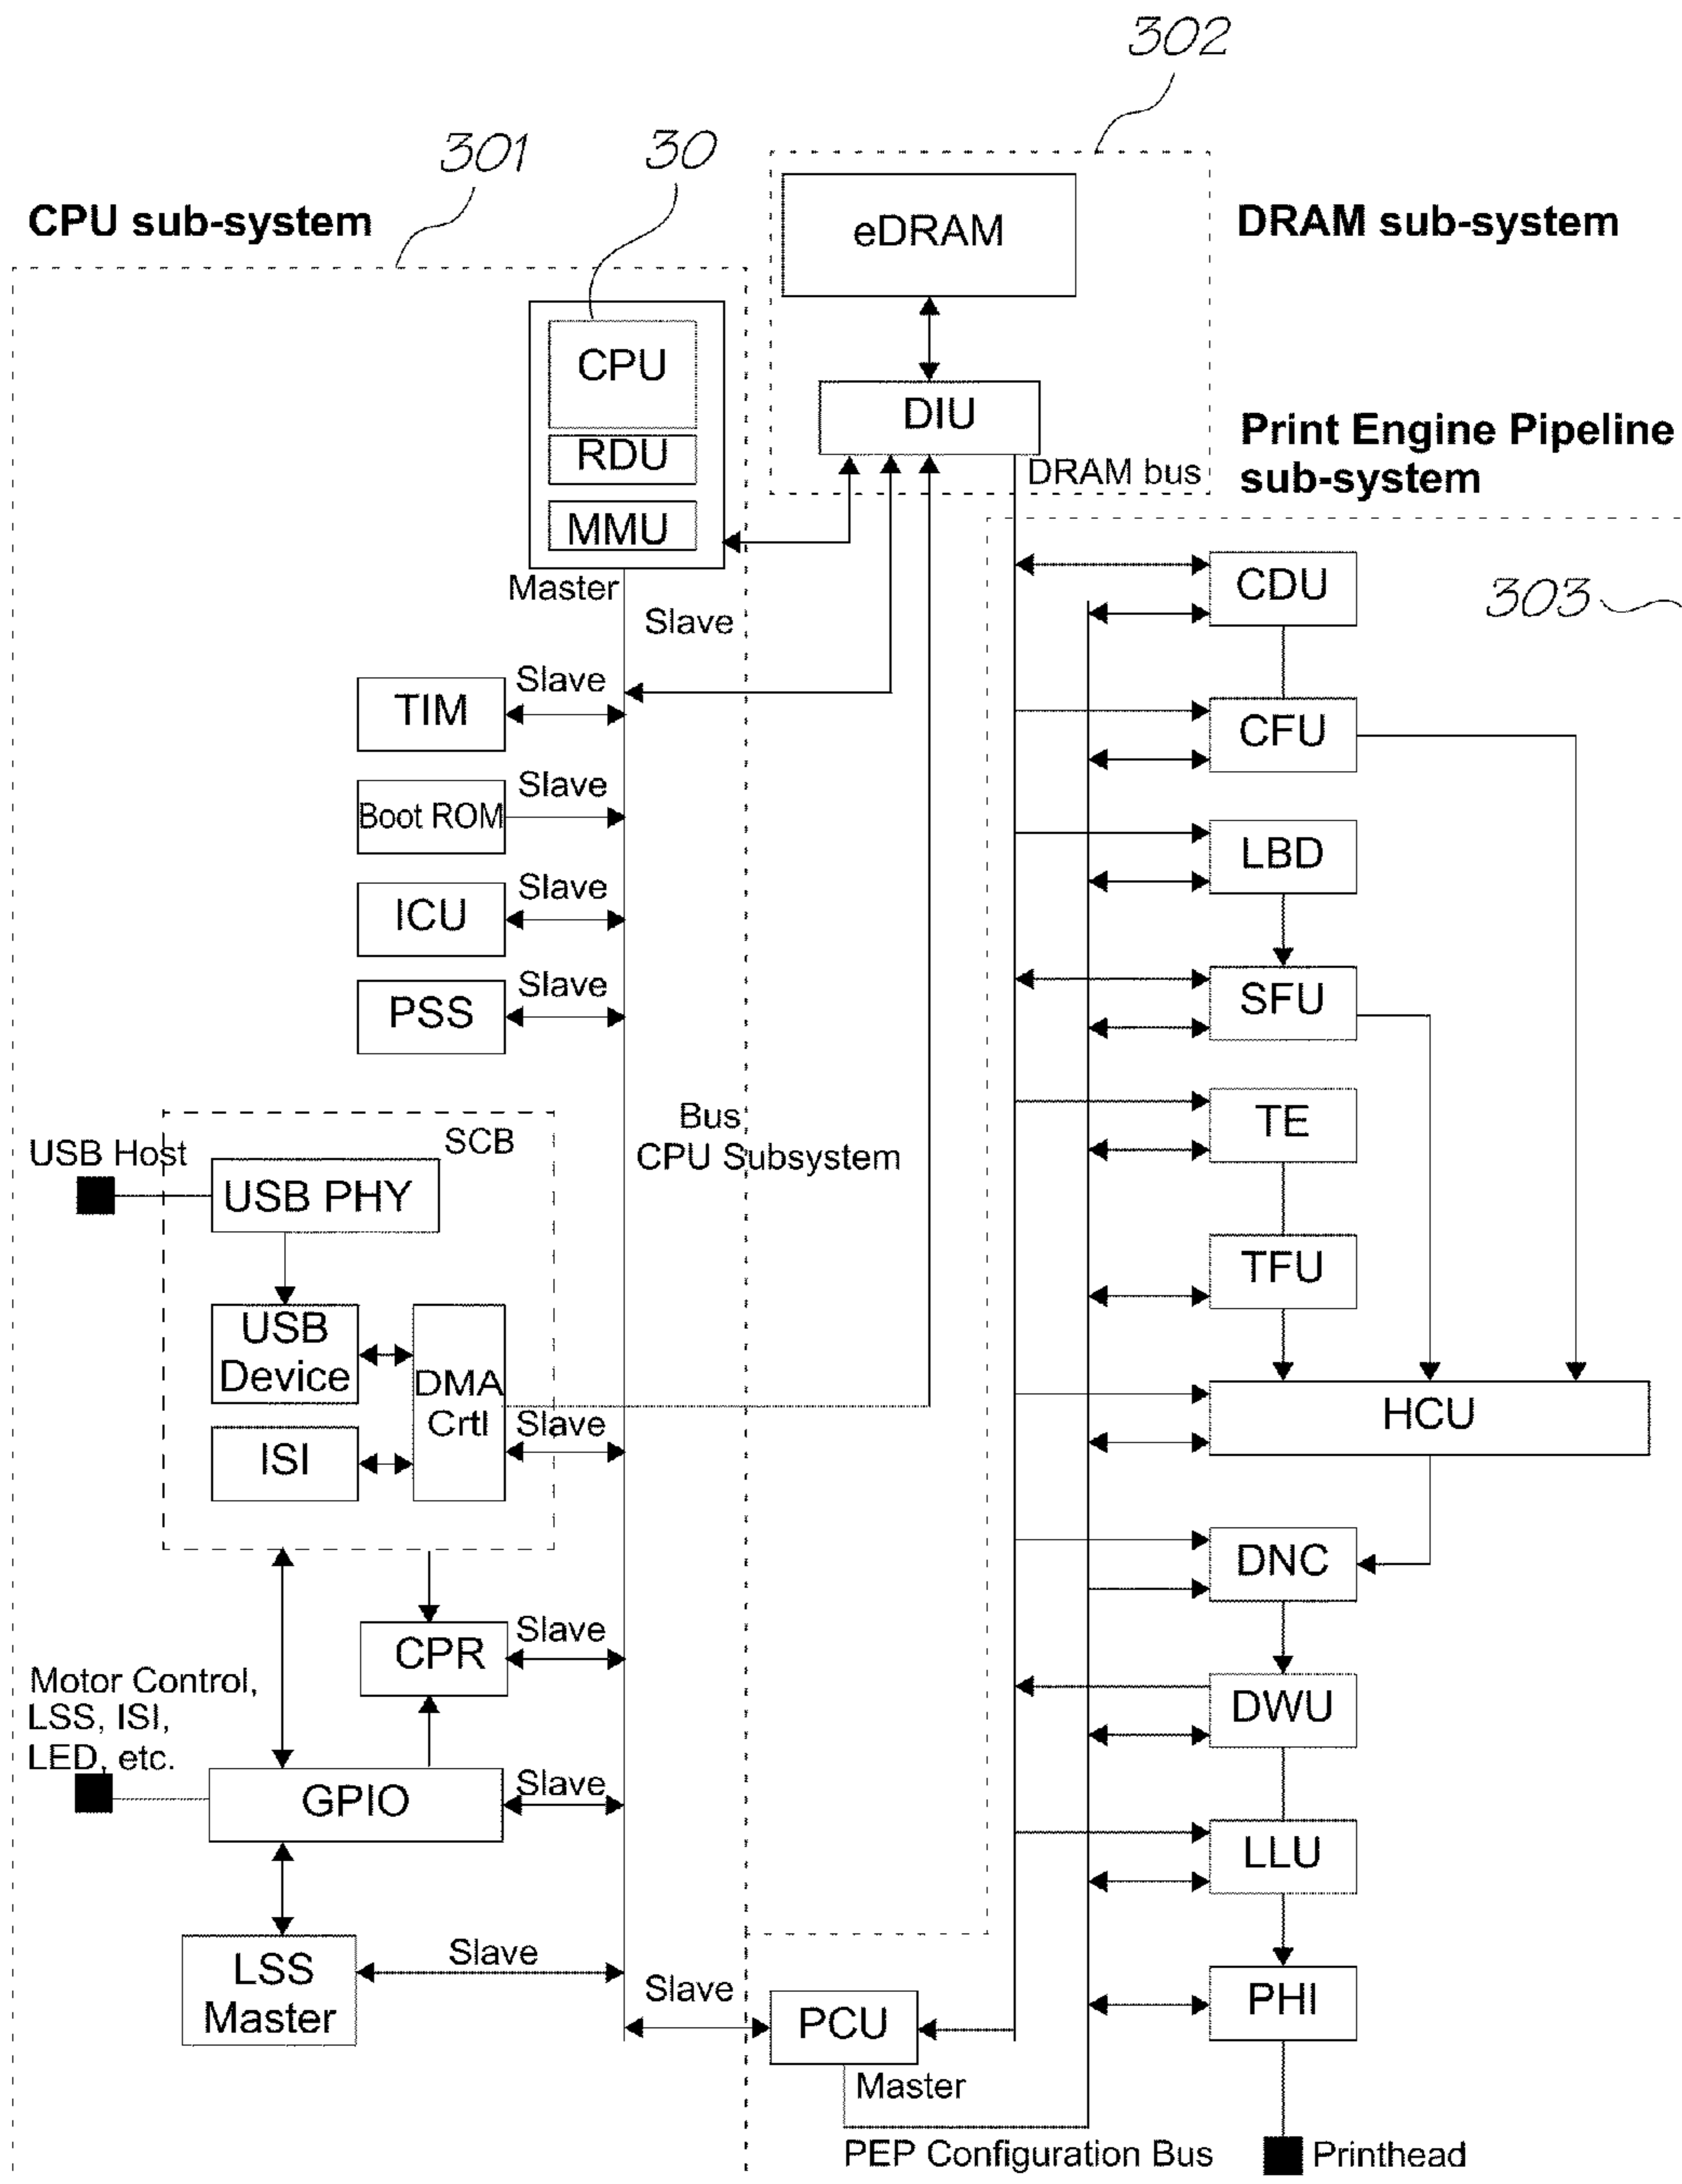 302
301
30
CPU sub-system
eDRAM
DRAM sub-system
CPU
DIU
RDU
Print Engine Pipeline
sub-system
DRAM bus
MMU
Master
Slave
CDU
303
Slave
TIM
CFU
Slave
Boot ROM
LBD
Slave
ICU
Slave
PSS
SFU
Bus
CPU Subsystem
TE
SCB
USB Host
USB PHY
TFU
USB
Device
DMA
Crtl
Slave
HCU
ISI
DNC
Slave
CPR
Motor Control,
LSS, ISI,
LED, etc.
DWU
Slave
GPIO
LLU
Slave
LSS
Master
Slave
PCU
PHI
Master
PEP Configuration Bus
Printhead